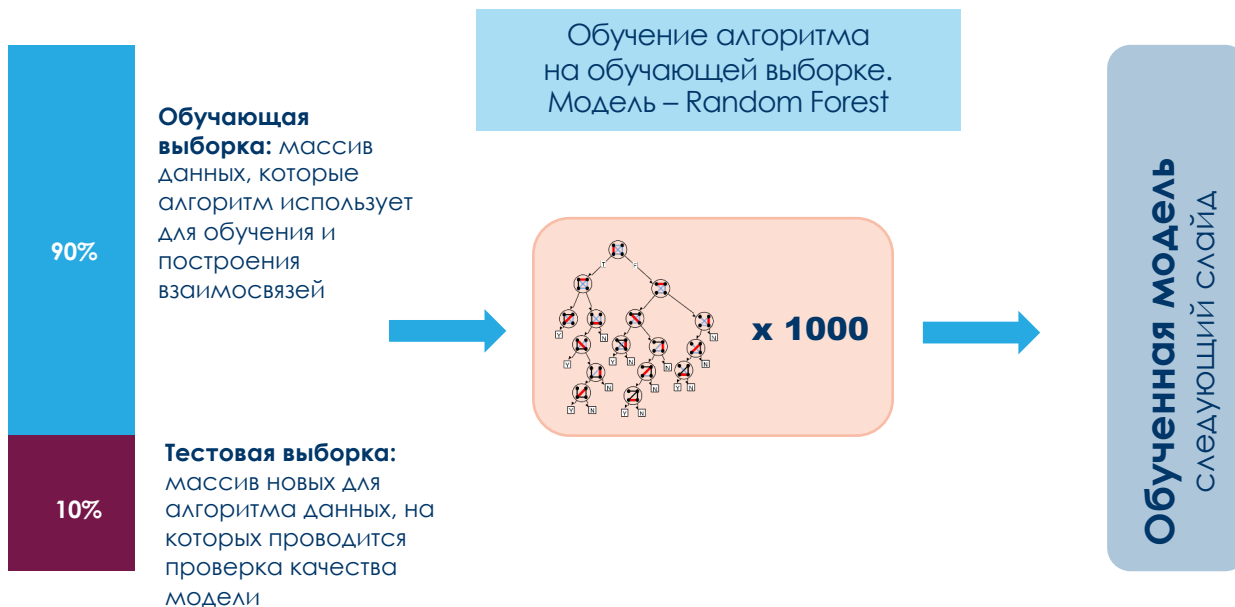 90%
10%
Обучающая
выборка: массив
данных, которые
алгоритм использует
для обучения и
построения
взаимосвязей
Тестовая выборка:
массив новых для
алгоритма данных, на
которых проводится
проверка качества
модели
Обучение алгоритма
на обучающей выборке.
Модель – Random Forest
x 1000
Обученная модель
следующий слайд